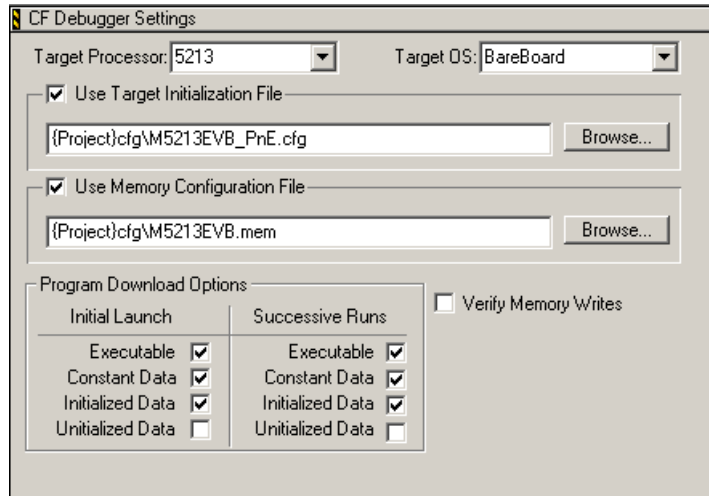 CF Debugger Settings
Target Processor: 5213 Target OS: BareBoard
Use Target Initialization File
{Project}cfg\M5213EVB_PnE.cfg Browse...
Use Memory Configuration File
{Project}cfg\M5213EVB.mem Browse...
Program Download Options
Verify Memory Writes
Initial Launch Successive Runs
Executable Executable
Constant Data Constant Data
Initialized Data Initialized Data
Unitialized Data Unitialized Data